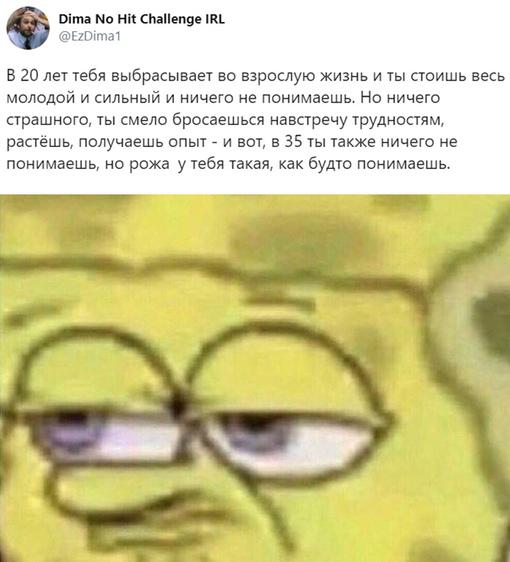 Dima No Hit Challenge IRL
@EzDima1
В 20 лет тебя выбрасывает во взрослую жизнь и ты стоишь весь
молодой и сильный и ничего не понимаешь. Но ничего
страшного, ты смело бросаешься навстречу трудностям,
растёшь, получаешь опыт - и вот, в 35 ты также ничего не
понимаешь, но рожа у тебя такая, как будто понимаешь.